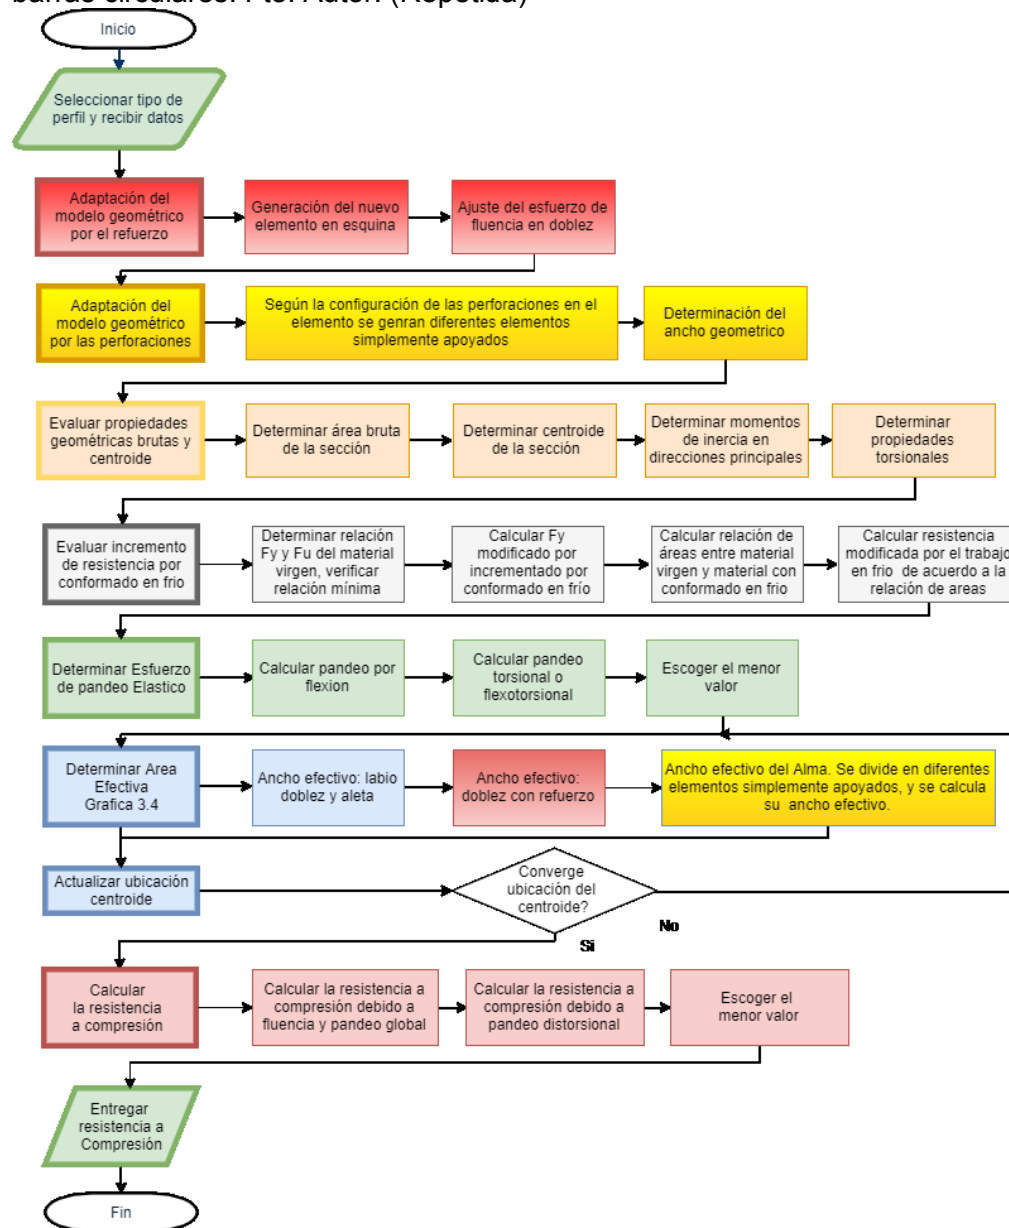 barras circulares. Fte. Autor. (Repetida)
Inicio
Seleccionar tipo de
perfil y recibir datos
Adaptación del
modelo geométrico
por el refuerzo
Generación del nuevo
elemento en esquina
Ajuste del esfuerzo de
fluencia en doblez
Adaptación del
modelo geométrico
por las perforaciones
Según la configuración de las perforaciones en el
elemento se genran diferentes elementos
simplemente apoyados
Determinación del
ancho geometrico
Evaluar propiedades
geométricas brutas y
centroide
Determinar área bruta
de la sección
Determinar centroide
de la sección
Determinar momentos
de inercia en
direcciones principales
Determinar
propiedades
torsionales
Evaluar incremento
de resistencia por
conformado en frio
Determinar relación
Fy y Fu del material
virgen, verificar
relación mínima
Calcular Fy
modificado por
incrementado por
conformado en frío
Calcular relación de
áreas entre material
virgen y material con
conformado en frio
Calcular resistencia
modificada por el trabajo
en frio de acuerdo a la
relación de areas
Determinar Esfuerzo
de pandeo Elastico
Calcular pandeo por
flexion
Calcular pandeo
torsional o
flexotorsional
Escoger el menor
valor
Determinar Area
Efectiva
Grafica 3.4
Ancho efectivo: labio
doblez y aleta
Ancho efectivo:
doblez con refuerzo
Ancho efectivo del Alma. Se divide en diferentes
elementos simplemente apoyados, y se calcula
su ancho efectivo.
Actualizar ubicación
centroide
Converge
ubicación del
centroide?
No
Si
Calcular
la resistencia
a compresión
Calcular la resistencia a
compresión debido a
fluencia y pandeo global
Calcular la resistencia a
compresión debido a
pandeo distorsional
Escoger el
menor valor
Entregar
resistencia a
Compresión
Fin